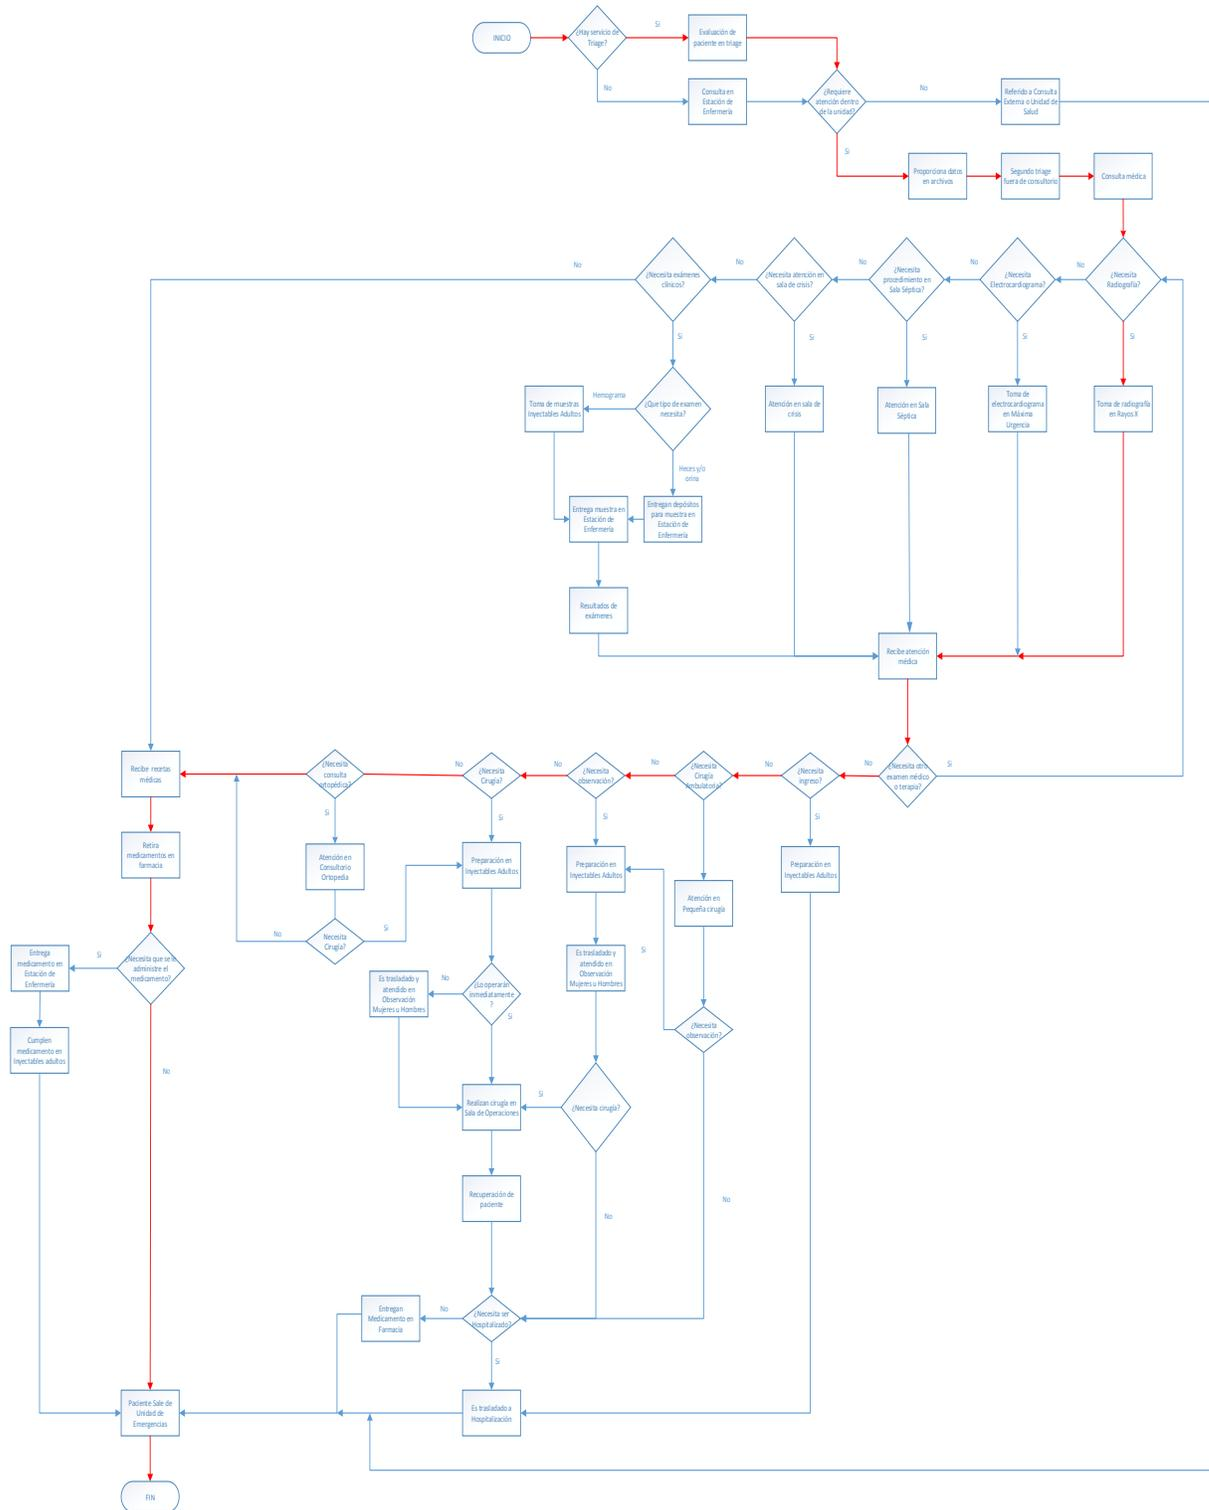 INICIO
¿Hay servicio de
Triage?
Si
Evaluación de
paciente en triage
No
Consulta en
Estación de
Enfermería
¿Requiere
atención dentro
de la unidad?
No
Referido a Consulta
Externa o Unidad de
Salud
Si
Proporciona datos
en archivos
Segundo triage
fuera de consultorio
Consulta médica
No
¿Necesita exámenes
clínicos?
No
¿Necesita atención en
sala de crisis?
No
¿Necesita
procedimiento en
Sala Séptica?
No
¿Necesita
Electrocardiograma?
No
¿Necesita
Radiografía?
Si
Si
Si
Si
Si
Toma de muestras
Inyectables Adultos
Hemograma
¿Que tipo de examen
necesita?
Atención en sala de
crisis
Atención en Sala
Séptica
Toma de
electrocardiograma
en Máxima
Urgencia
Toma de radiografía
en Rayos X
Heces y/o
orina
Entrega muestra en
Estación de
Enfermería
Entregan depósitos
para muestra en
Estación de
Enfermería
Resultados de
exámenes
Recibe atención
médica
Recibe recetas
médicas
¿Necesita
consulta
ortopédica?
No
¿Necesita
Cirugía?
No
¿Necesita
observación?
No
¿Necesita
Cirugía
Ambulatoria?
No
¿Necesita
ingreso?
No
¿Necesita otro
examen médico
o terapia?
Si
Si
Si
Si
Si
Retira
medicamentos en
farmacia
Atención en
Consultorio
Ortopedia
Preparación en
Inyectables Adultos
Preparación en
Inyectables Adultos
Atención en
Pequeña cirugía
Preparación en
Inyectables Adultos
No
Necesita
Cirugía?
Si
Entrega
medicamento en
Estación de
Enfermería
Si
¿Necesita que se le
administre el
medicamento?
Es trasladado y
atendido en
Observación
Mujeres u Hombres
No
¿Lo operarán
inmediatamente
?
Si
Es trasladado y
atendido en
Observación
Mujeres u Hombres
Si
¿Necesita
observación?
Cumplen
medicamento en
Inyectables adultos
No
Realizan cirugía en
Sala de Operaciones
Si
¿Necesita cirugía?
Recuperación de
paciente
No
No
Entregan
Medicamento en
Farmacia
No
¿Necesita ser
Hospitalizado?
Si
Paciente Sale de
Unidad de
Emergencias
Es trasladado a
Hospitalización
FIN